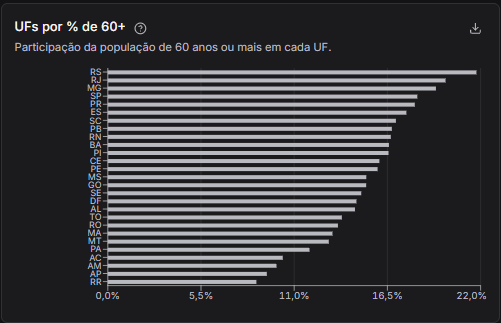 UFs por % de 60+
Participação da população de 60 anos ou mais em cada UF.
RS
RJ
MG
SP
PR
ES
SC
PB
RN
BA
PI
CE
PE
MS
GO
SE
DF
AL
TO
RO
MA
MT
PA
AC
AM
AP
RR
0,0% 5,5% 11,0% 16,5% 22,0%